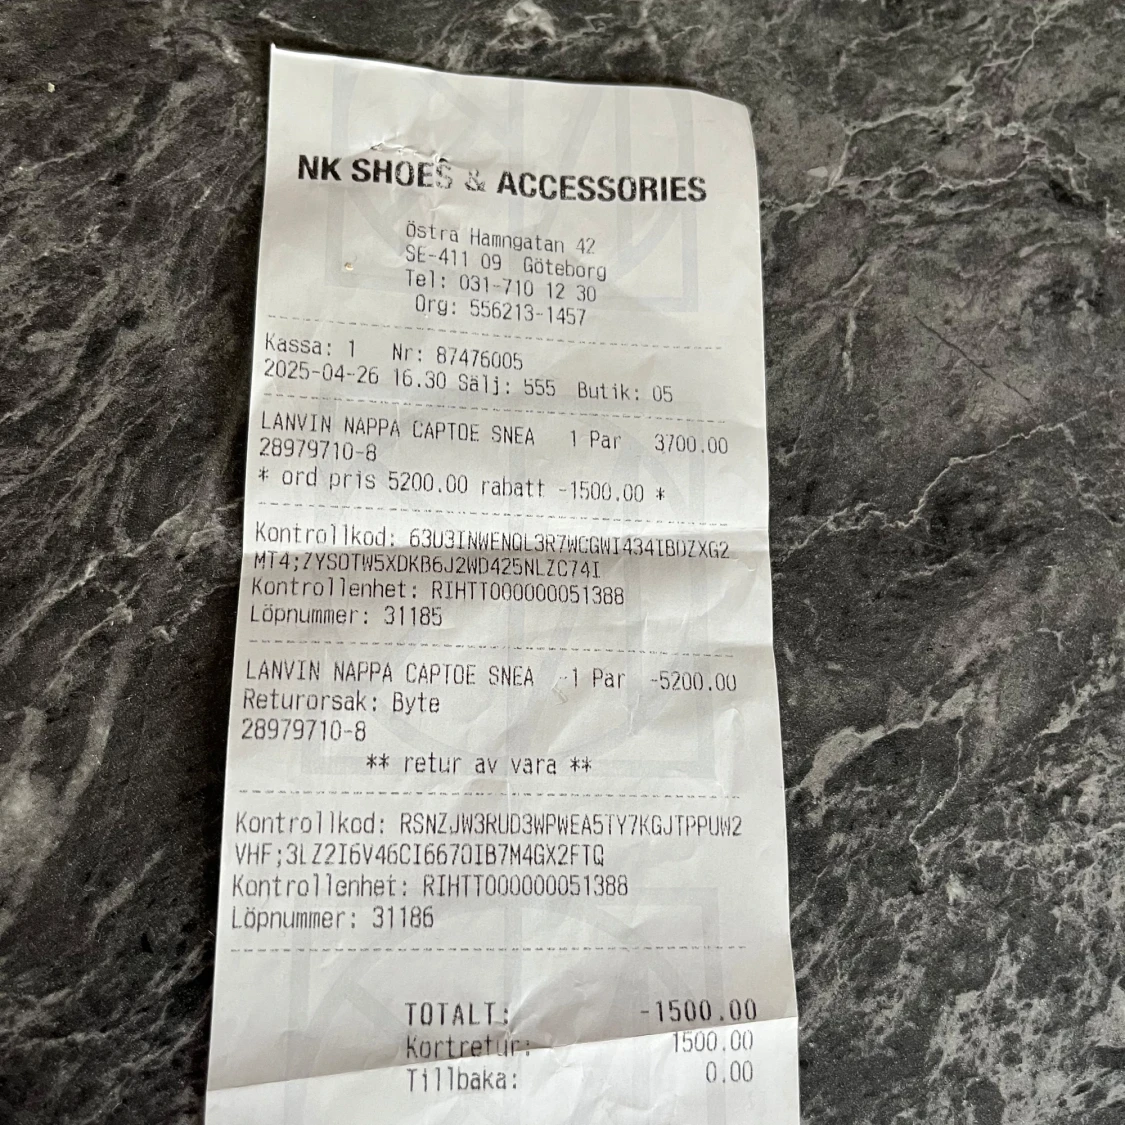 NK SHOES & ACCESSORIES
Östra Hamngatan 42
SE-411 09 Göteborg
Tel: 031-710 12 30
Org: 556213-1457
Kassa: 1 Nr: 87476005
2025-04-26 16.30 Sälj: 555 Butik: 05
LANVIN NAPPA CAPTOE SNEA 1 Par 3700.00
28979710-8
* ord pris 5200.00 rabatt -1500.00 *
Kontrollkod: 63U3INWENQL3R7WCGWI434IBDZXG2
MT4;ZYSOTW5XDKB6J2WD425NLZC74I
Kontrollenhet: RIHTT000000051388
Löpnummer: 31185
LANVIN NAPPA CAPTOE SNEA -1 Par -5200.00
Returorsak: Byte
28979710-8
** retur av vara **
Kontrollkod: RSNZJW3RUD3WPWEA5TY7KGJTPPUW2
VHF;3LZ2I6V46CI667OIB7M4GX2FTQ
Kontrollenhet: RIHTT000000051388
Löpnummer: 31186
TOTALT: -1500.00
Kortretur: 1500.00
Tillbaka: 0.00